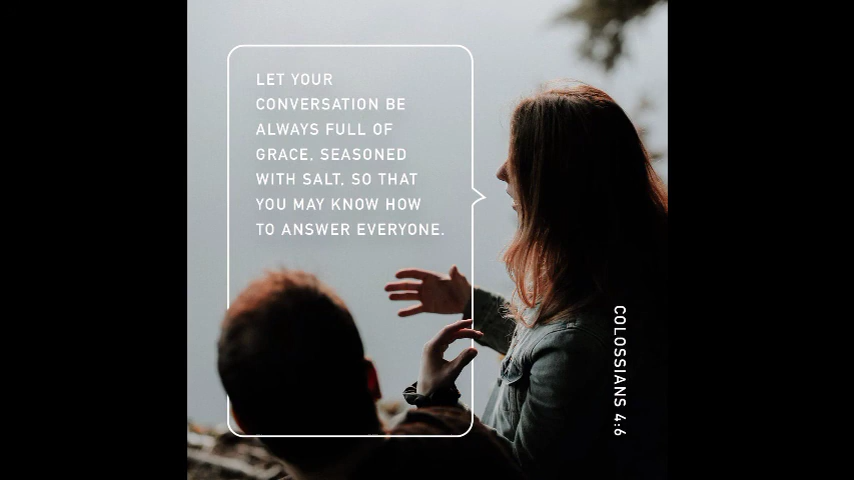 LET YOUR
CONVERSATION BE
ALWAYS FULL OF
GRACE, SEASONED
WITH SALT, SO THAT
YOU MAY KNOW HOW
TO ANSWER EVERYONE.
COLOSSIANS 4:6